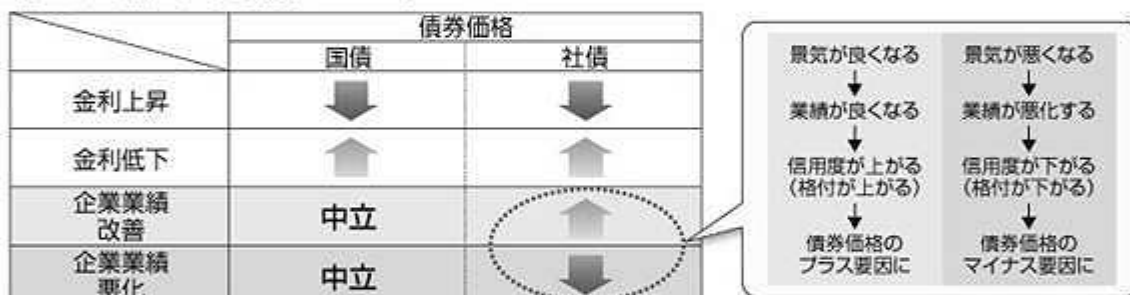 債券価格
国債 社債
金利上昇
金利低下
企業業績
改善
中立
企業業績
悪化
中立
景気が良くなる
業績が良くなる
信用度が上がる
(格付が上がる)
債券価格の
プラス要因に
景気が悪くなる
業績が悪化する
信用度が下がる
(格付が下がる)
債券価格の
マイナス要因に